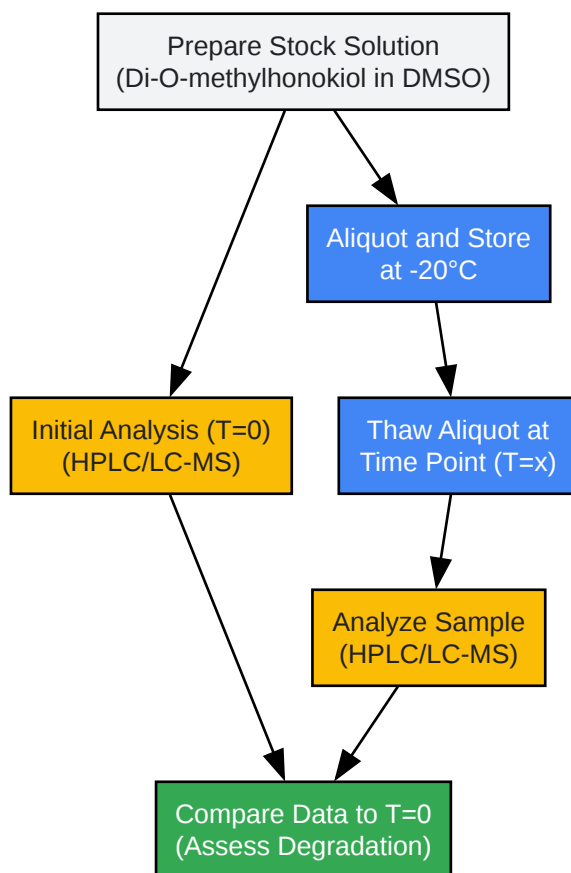 Prepare Stock Solution
(Di-O-methylhonokiol in DMSO)
Aliquot and Store
at -20°C
Initial Analysis (T=0)
(HPLC/LC-MS)
Thaw Aliquot at
Time Point (T=x)
Analyze Sample
(HPLC/LC-MS)
Compare Data to T=0
(Assess Degradation)